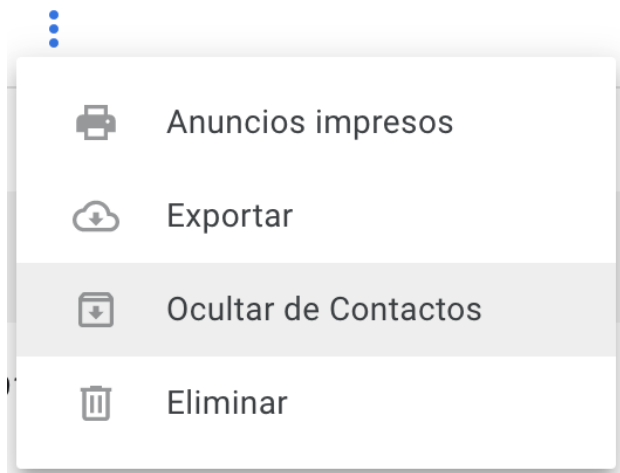 Anuncios impresos
Exportar
Ocultar de Contactos
Eliminar